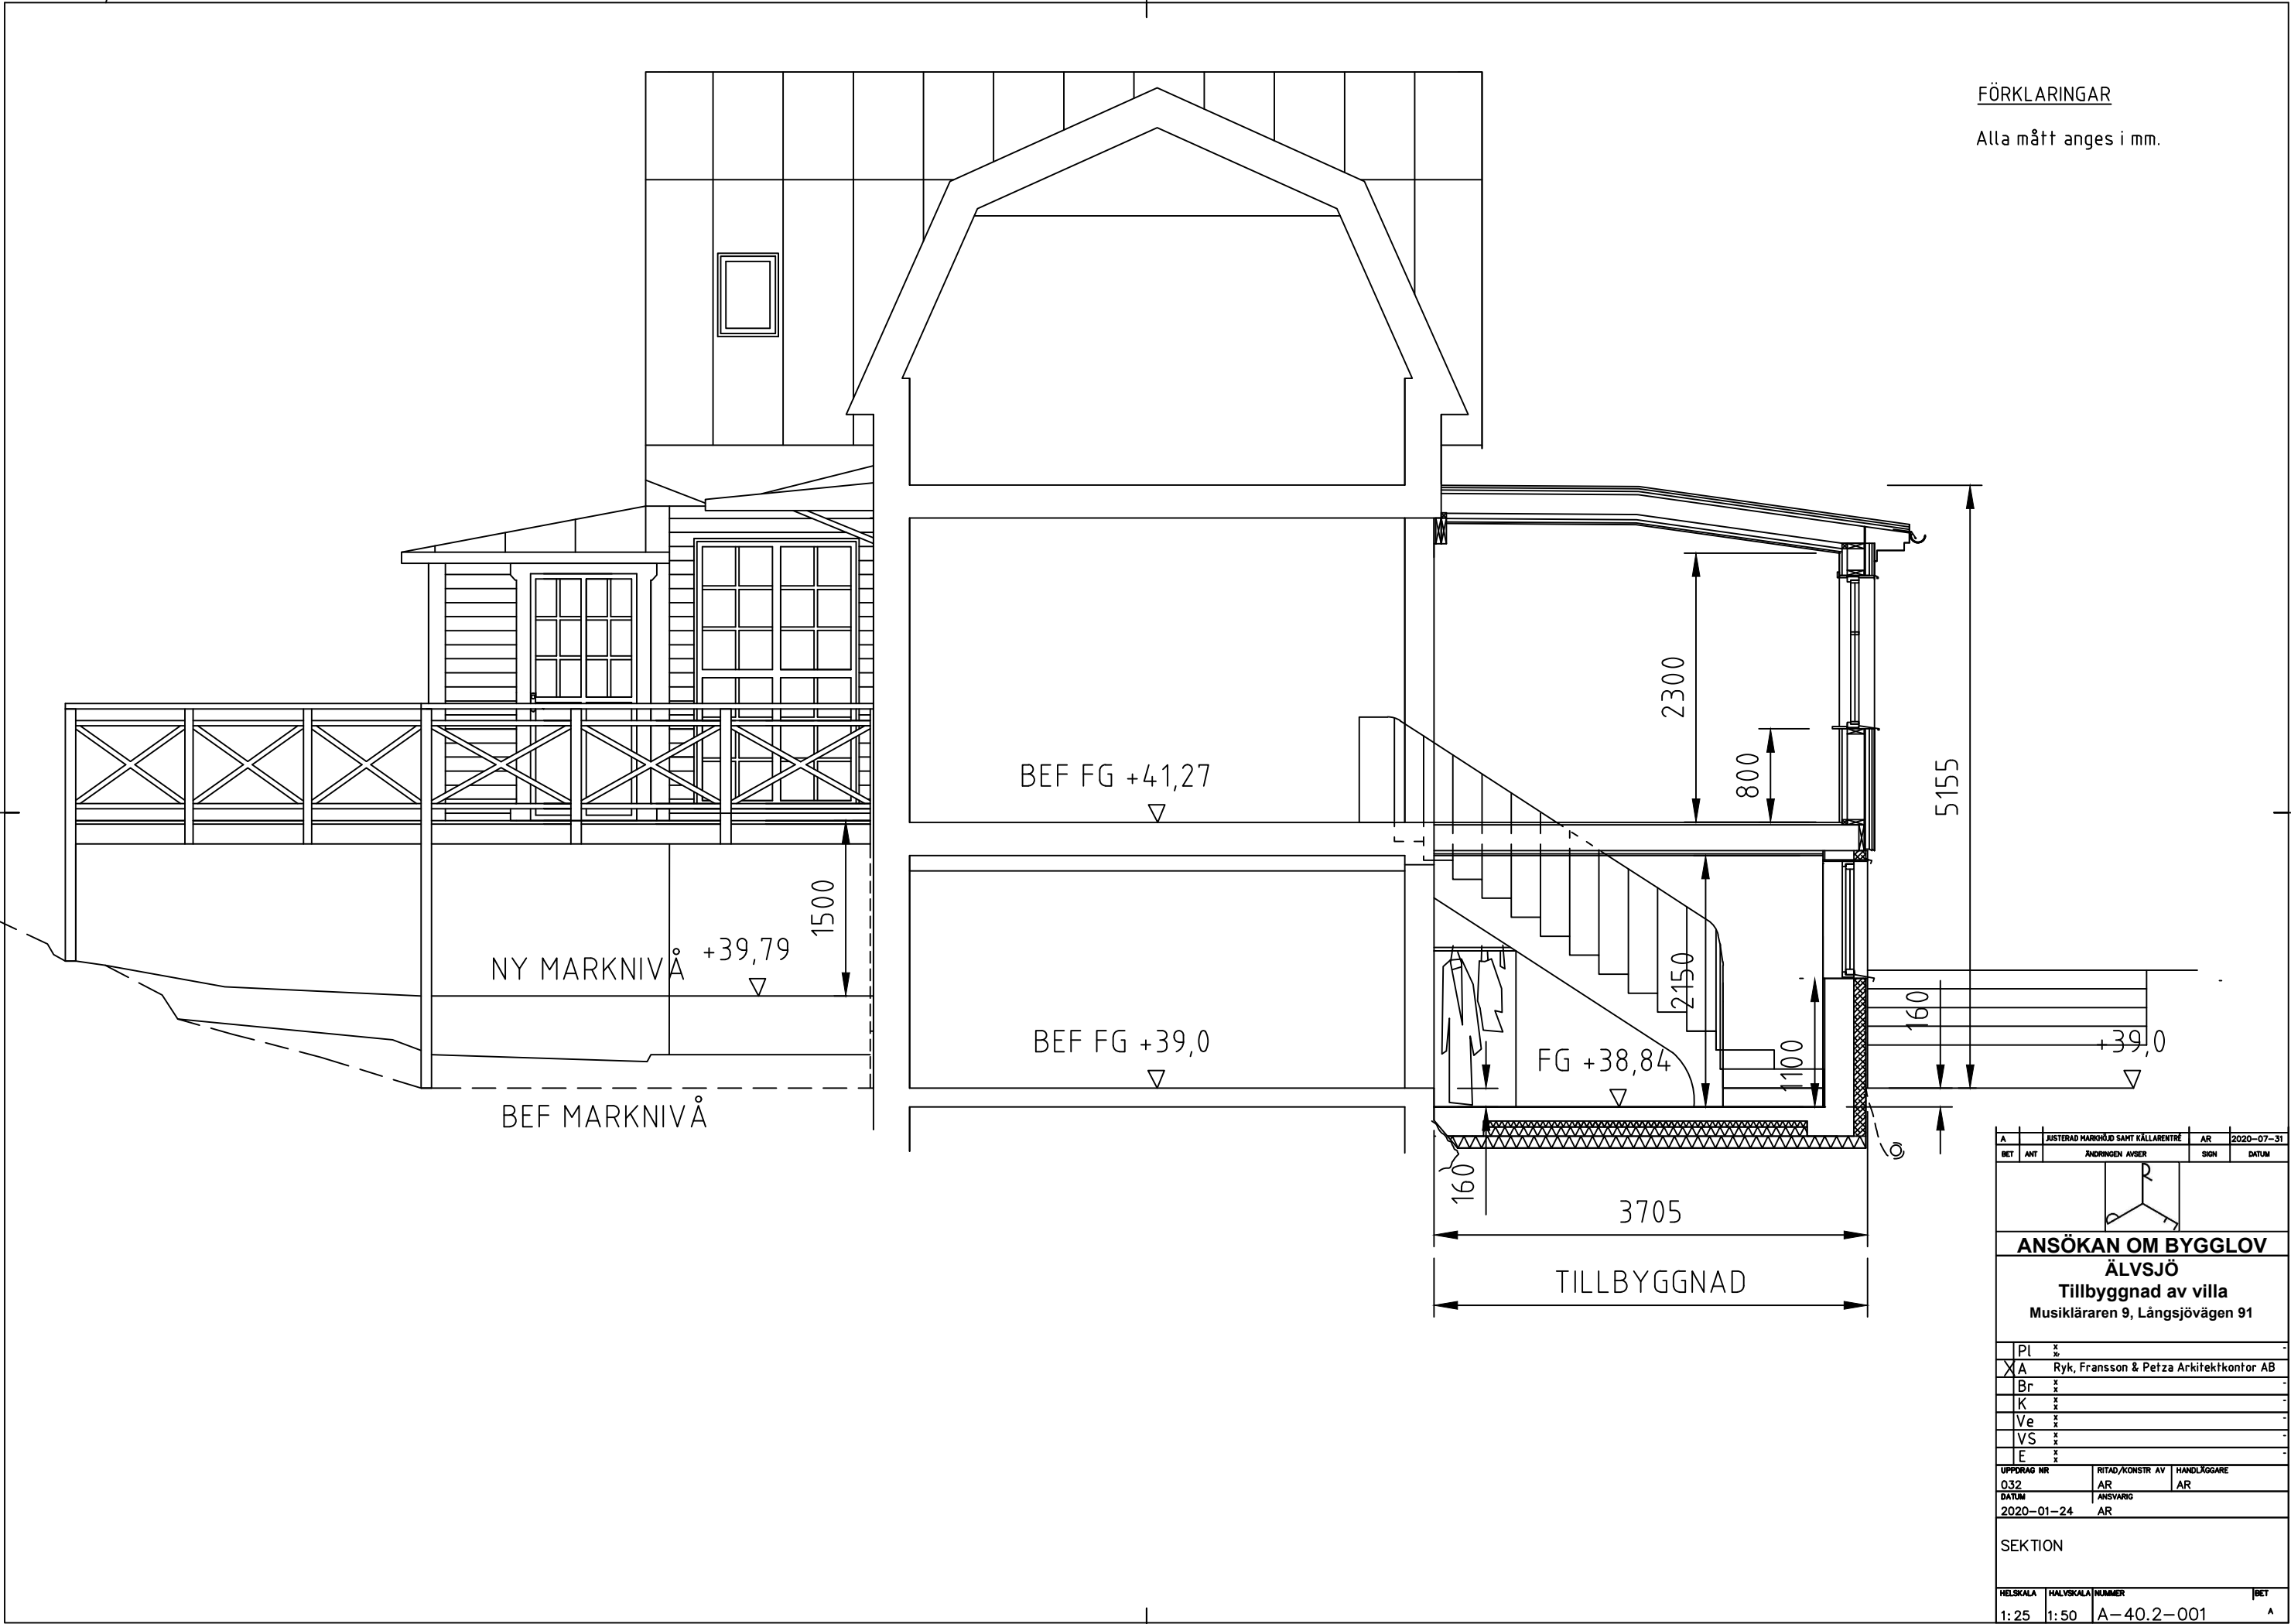 FÖRKLARINGAR
Alla mått anges i mm.
2300
800
5155
BEF FG +41,27
1500
NY MARKNIVÅ +39,79
2150
160
BEF FG +39,0
FG +38,84
1100
+39,0
BEF MARKNIVÅ
160
3705
TILLBYGGNAD
A JUSTERAD MARKHÖJD SAMT KÄLLARENTRÉ AR 2020-07-31
BET ANT ÄNDRINGEN AVSER SIGN DATUM
ANSÖKAN OM BYGGLOV
ÄLVSJÖ
Tillbyggnad av villa
Musikläraren 9, Långsjövägen 91
Pl x x, -
X A Ryk, Fransson & Petza Arkitektkontor AB
Br x x -
K x x -
Ve x x -
VS x x -
E x x -
UPPDRAG NR RITAD/KONSTR AV HANDLÄGGARE
032 AR AR
DATUM ANSVARIG
2020-01-24 AR
SEKTION
HELSKALA HALVSKALA NUMMER BET
1:25 1:50 A-40.2-001 A